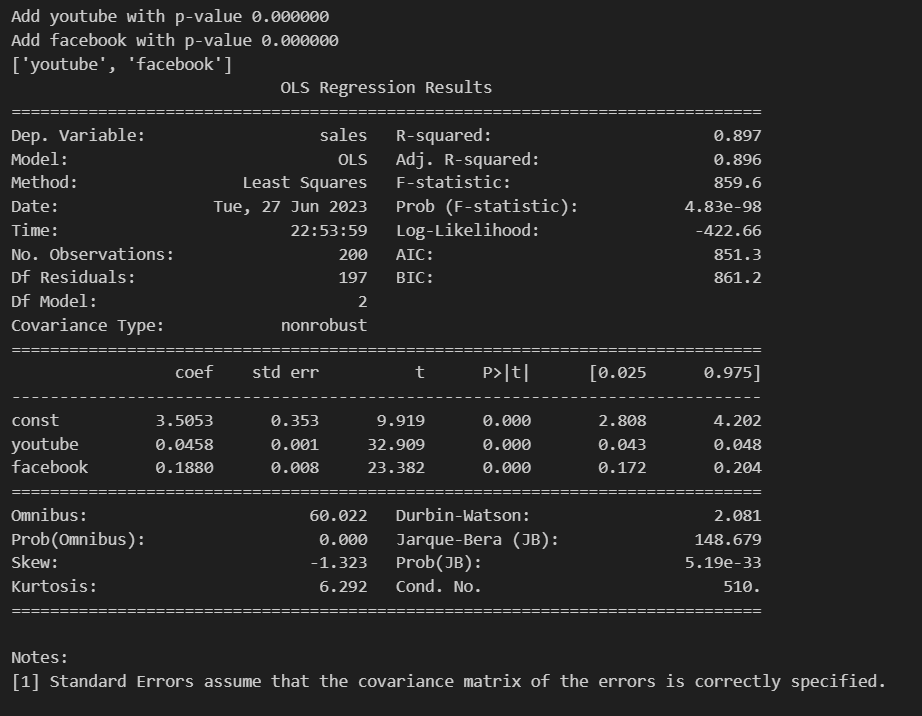 Add youtube with p-value 0.000000
Add facebook with p-value 0.000000
['youtube', 'facebook']
                            OLS Regression Results
==============================================================================
Dep. Variable:                  sales   R-squared:                       0.897
Model:                            OLS   Adj. R-squared:                  0.896
Method:                 Least Squares   F-statistic:                     859.6
Date:                Tue, 27 Jun 2023   Prob (F-statistic):           4.83e-98
Time:                        22:53:59   Log-Likelihood:                -422.66
No. Observations:                 200   AIC:                             851.3
Df Residuals:                     197   BIC:                             861.2
Df Model:                           2
Covariance Type:            nonrobust
==============================================================================
                 coef    std err          t      P>|t|      [0.025      0.975]
------------------------------------------------------------------------------
const          3.5053      0.353      9.919      0.000       2.808       4.202
youtube        0.0458      0.001     32.909      0.000       0.043       0.048
facebook       0.1880      0.008     23.382      0.000       0.172       0.204
==============================================================================
Omnibus:                       60.022   Durbin-Watson:                   2.081
Prob(Omnibus):                  0.000   Jarque-Bera (JB):              148.679
Skew:                          -1.323   Prob(JB):                     5.19e-33
Kurtosis:                       6.292   Cond. No.                         510.
==============================================================================

Notes:
[1] Standard Errors assume that the covariance matrix of the errors is correctly specified.